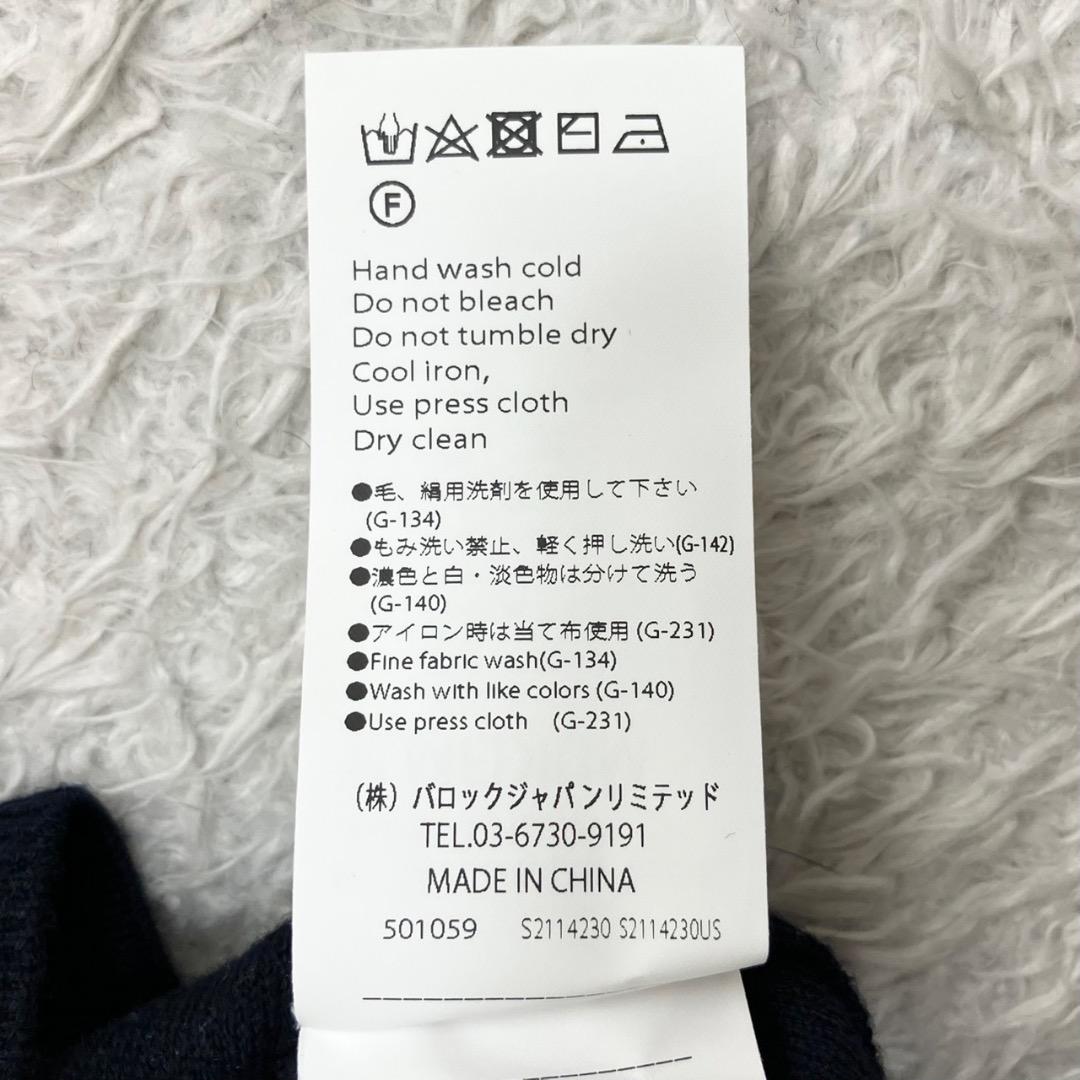 F
Hand wash cold
Do not bleach
Do not tumble dry
Cool iron,
Use press cloth
Dry clean
●毛、絹用洗剤を使用して下さい
(G-134)
●もみ洗い禁止、軽く押し洗い(G-142)
●濃色と白・淡色物は分けて洗う
(G-140)
●アイロン時は当て布使用 (G-231)
●Fine fabric wash(G-134)
●Wash with like colors (G-140)
●Use press cloth (G-231)
(株) バロックジャパンリミテッド
TEL.03-6730-9191
MADE IN CHINA
501059 S2114230 S2114230US